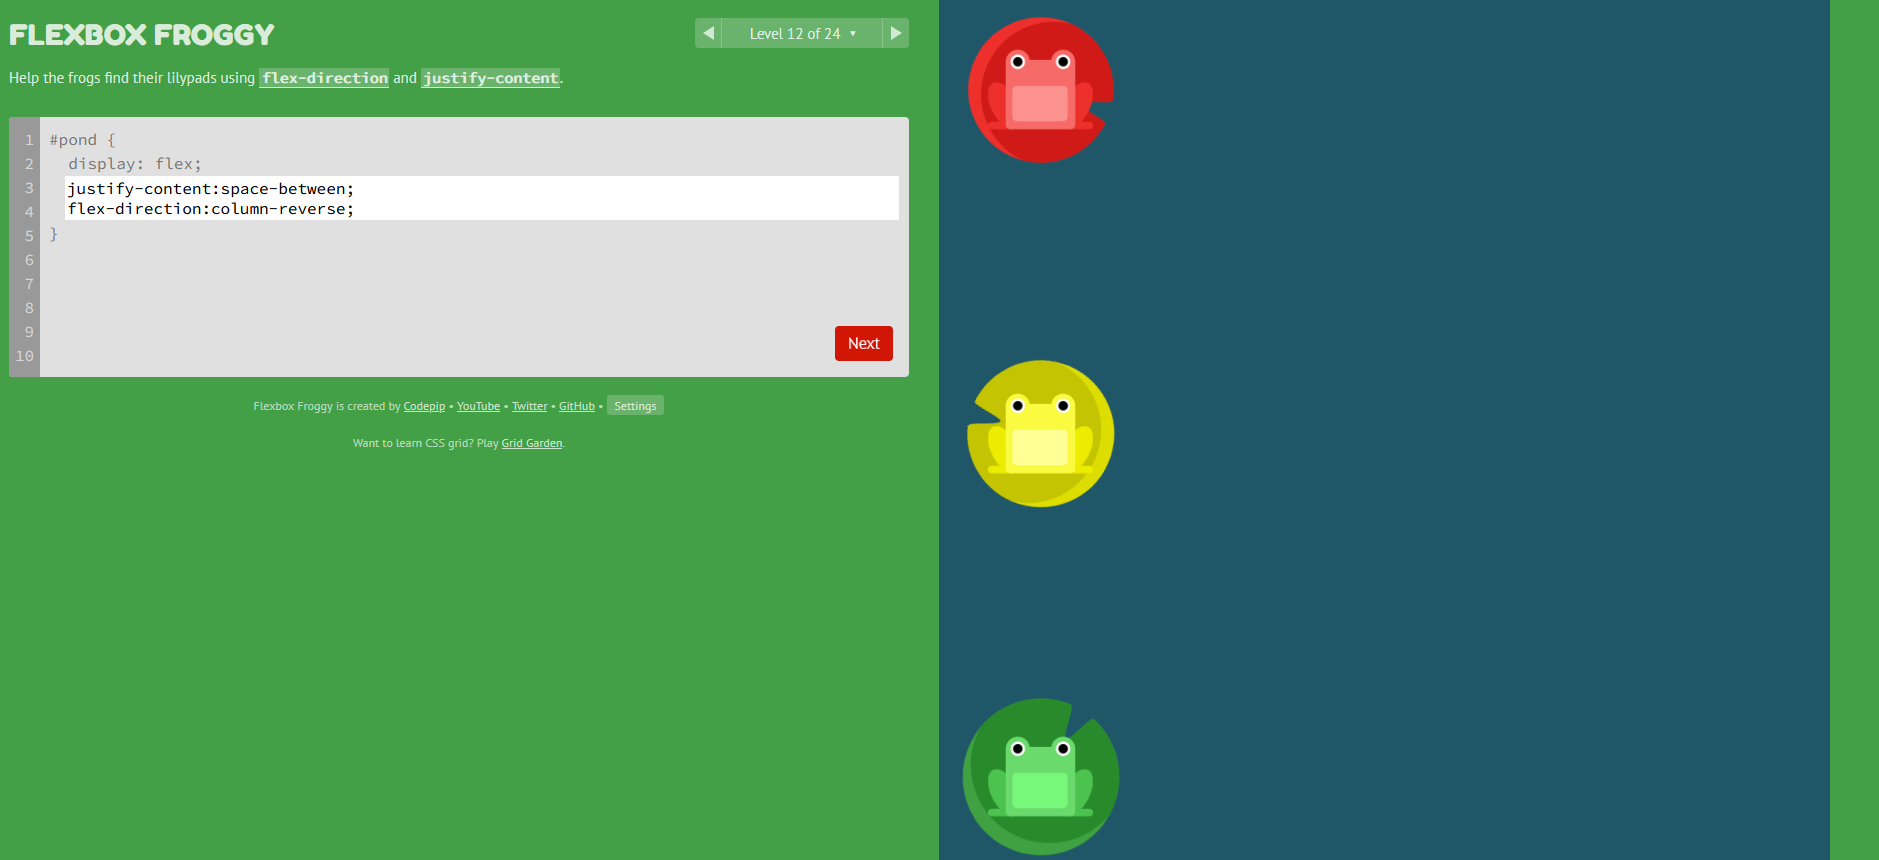 FLEXBOX FROGGY
◀ Level 12 of 24 ▼ ▶
Help the frogs find their lilypads using flex-direction and justify-content.
1 #pond {
2 display: flex;
3 justify-content:space-between;
4 flex-direction:column-reverse;
5 }
6
7
8
9
10
Next
Flexbox Froggy is created by Codepip • YouTube • Twitter • GitHub • Settings
Want to learn CSS grid? Play Grid Garden.